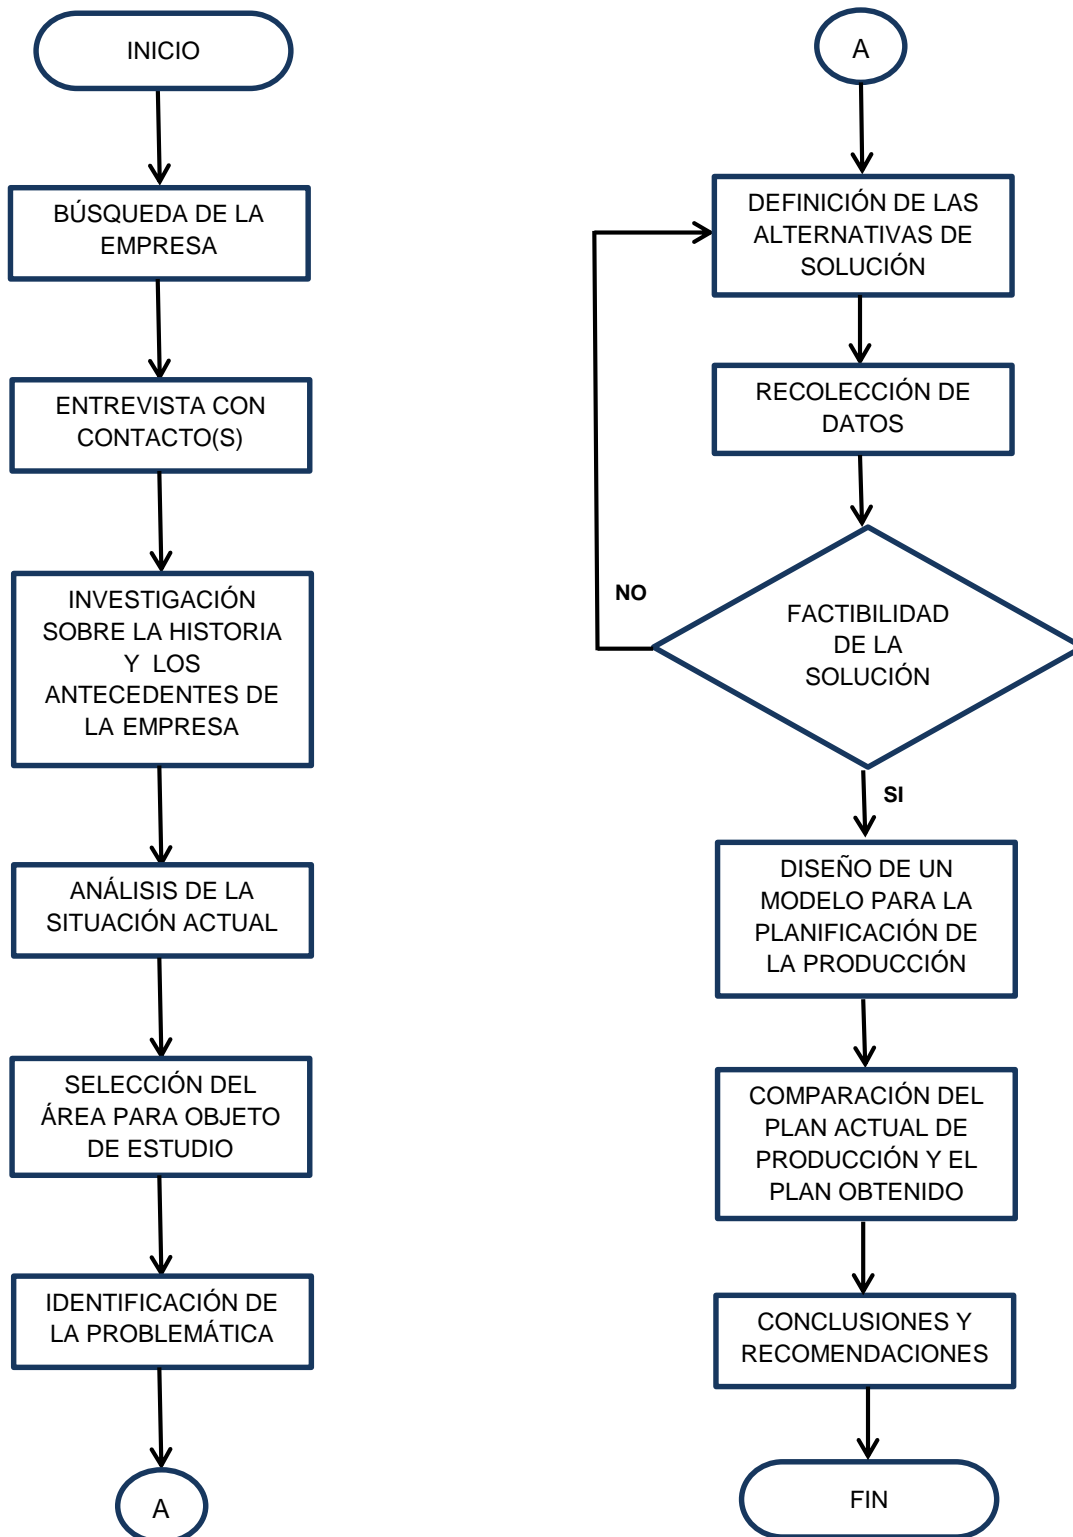 INICIO
BÚSQUEDA DE LA
EMPRESA
ENTREVISTA CON
CONTACTO(S)
INVESTIGACIÓN
SOBRE LA HISTORIA
Y LOS
ANTECEDENTES DE
LA EMPRESA
ANÁLISIS DE LA
SITUACIÓN ACTUAL
SELECCIÓN DEL
ÁREA PARA OBJETO
DE ESTUDIO
IDENTIFICACIÓN DE
LA PROBLEMÁTICA
A
A
DEFINICIÓN DE LAS
ALTERNATIVAS DE
SOLUCIÓN
RECOLECCIÓN DE
DATOS
NO
FACTIBILIDAD
DE LA
SOLUCIÓN
SI
DISEÑO DE UN
MODELO PARA LA
PLANIFICACIÓN DE
LA PRODUCCIÓN
COMPARACIÓN DEL
PLAN ACTUAL DE
PRODUCCIÓN Y EL
PLAN OBTENIDO
CONCLUSIONES Y
RECOMENDACIONES
FIN